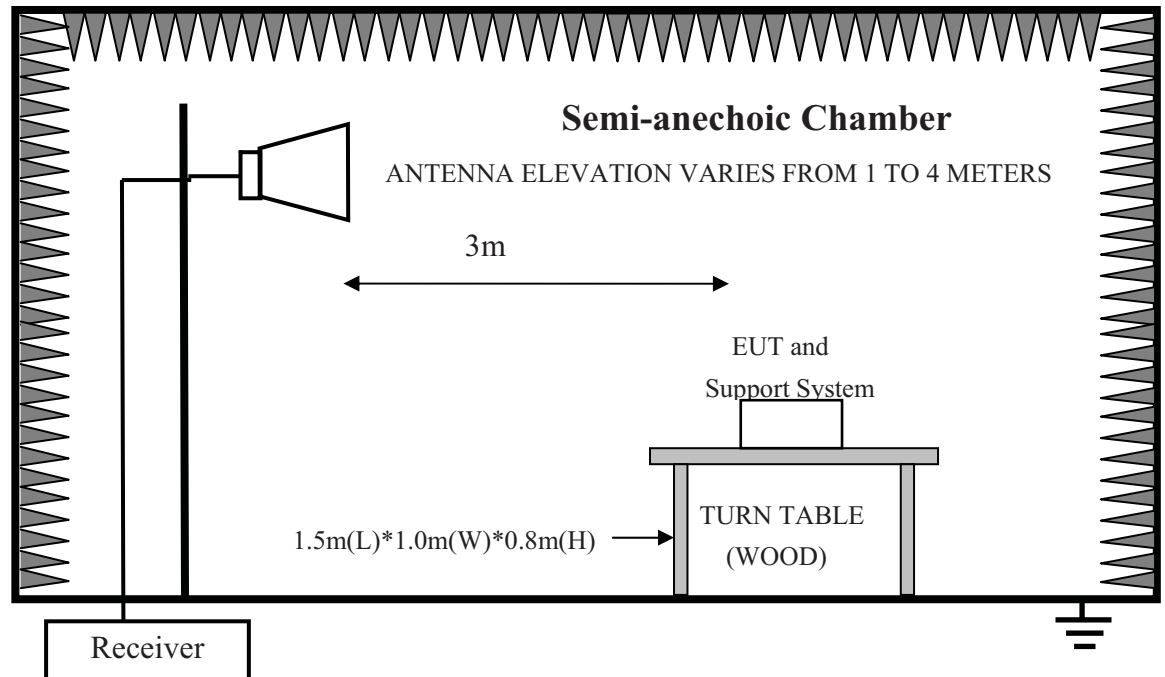 Semi-anechoic Chamber
ANTENNA ELEVATION VARIES FROM 1 TO 4 METERS
3m
EUT and
Support System
1.5m(L)*1.0m(W)*0.8m(H)
TURN TABLE
(WOOD)
Receiver